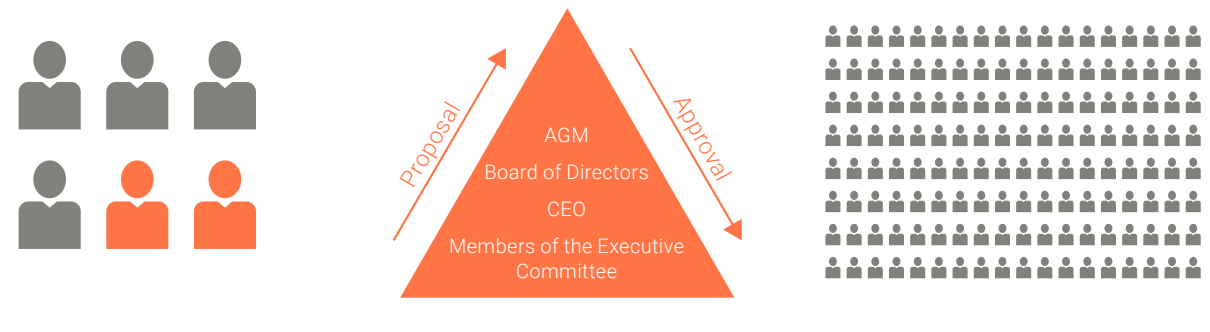 Proposal
Approval
AGM
Board of Directors
CEO
Members of the Executive
Committee